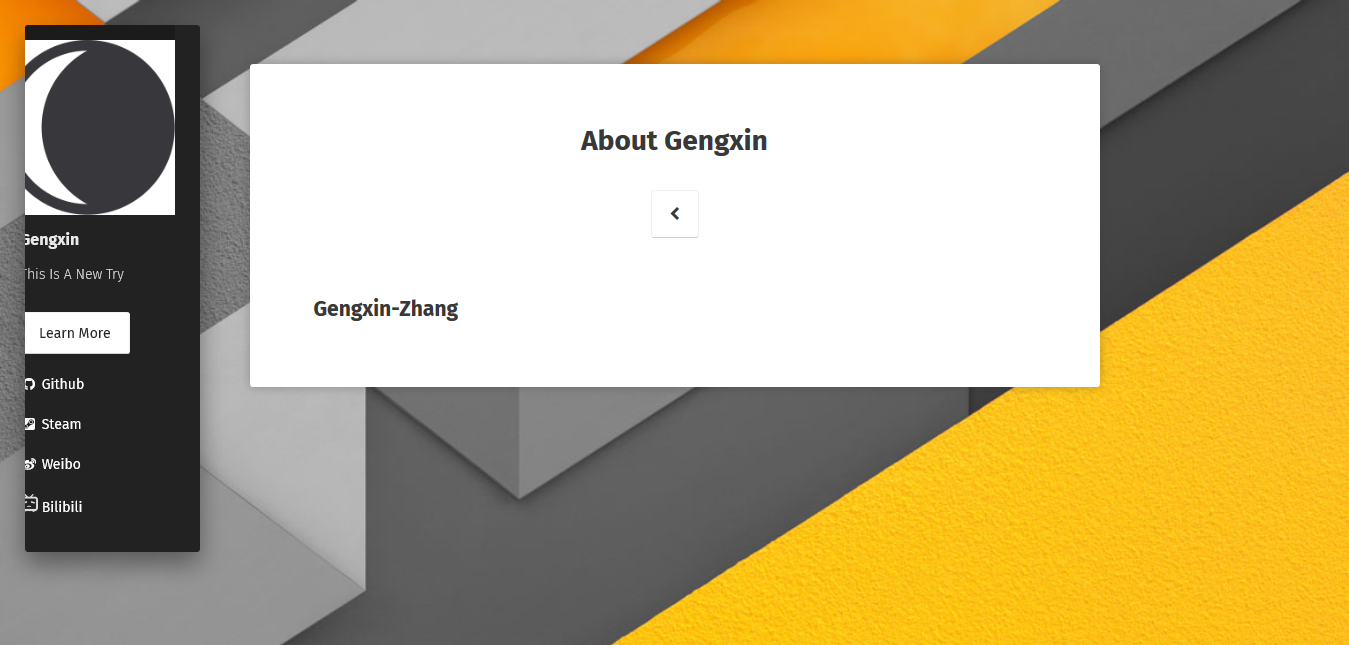 Gengxin
This Is A New Try
Learn More
Github
Steam
Weibo
Bilibili
About Gengxin
Gengxin-Zhang